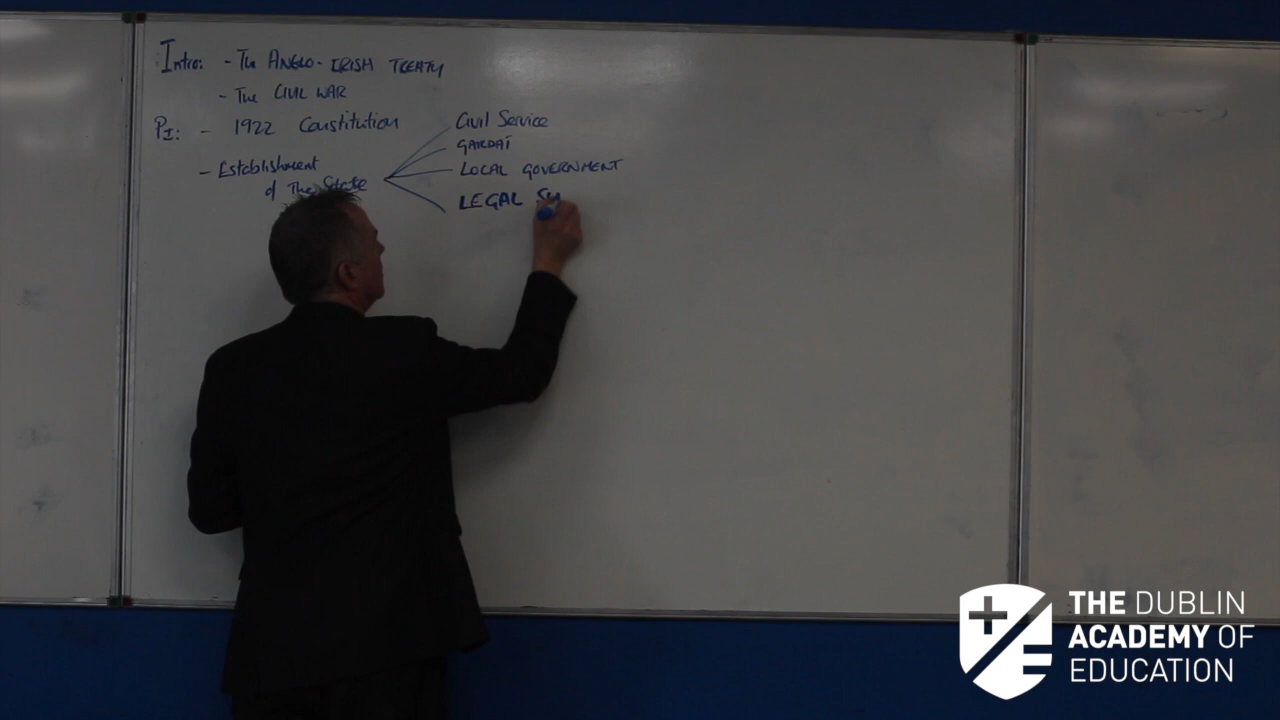 Intro: - The ANGLO-IRISH TREATY
- The CIVIL WAR
PI: - 1922 Constitution
- Establishment of The State
Civil Service
GARDAÍ
LOCAL GOVERNMENT
LEGAL Sy
THE DUBLIN
ACADEMY OF
EDUCATION